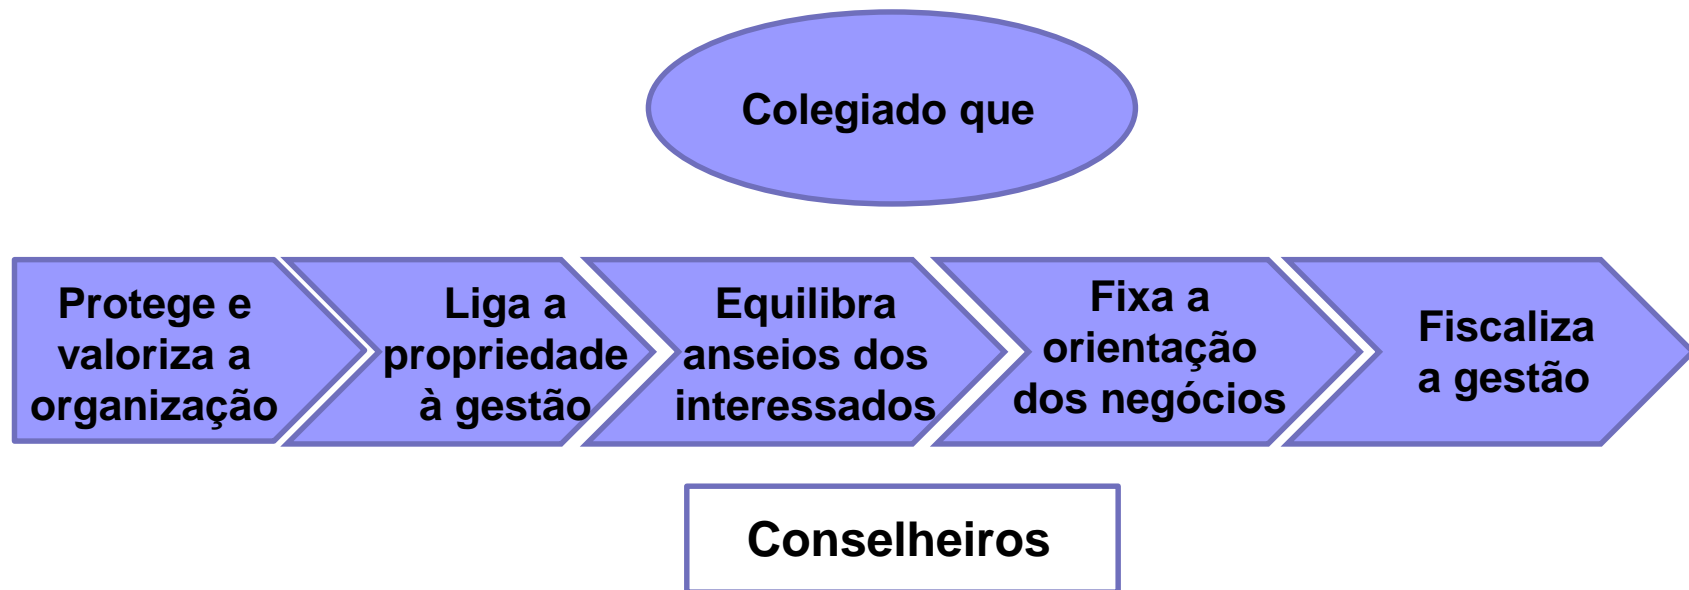 Colegiado que
Protege e
valoriza a
organização
Liga a
propriedade
à gestão
Equilibra
anseios dos
interessados
Fixa a
orientação
dos negócios
Fiscaliza
a gestão
Conselheiros